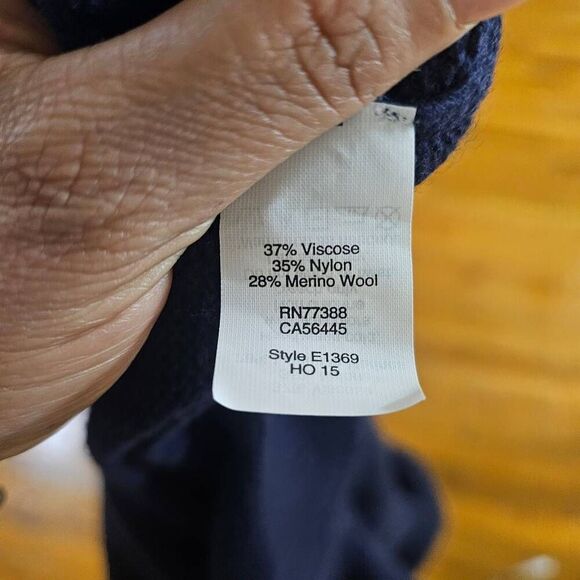 37% Viscose
35% Nylon
28% Merino Wool
RN77388
CA56445
Style E1369
HO 15